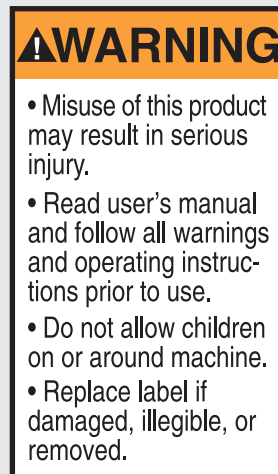 WARNING
• Misuse of this product
may result in serious
injury.
• Read user’s manual
and follow all warnings
and operating instruc-
tions prior to use.
• Do not allow children
on or around machine.
• Replace label if
damaged, illegible, or
removed.